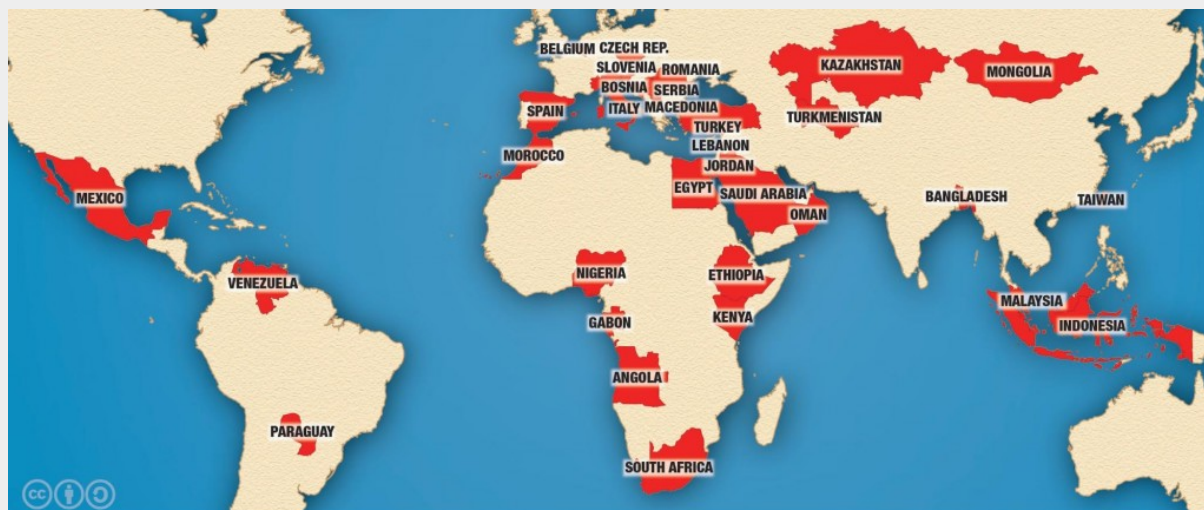 BELGIUM CZECH REP.
SLOVENIA ROMANIA
KAZAKHSTAN
MONGOLIA
BOSNIA SERBIA
SPAIN
ITALY MACEDONIA
TURKMENISTAN
TURKEY
LEBANON
MOROCCO
JORDAN
EGYPT
SAUDI ARABIA
MEXICO
BANGLADESH
TAIWAN
OMAN
NIGERIA
ETHIOPIA
VENEZUELA
MALAYSIA
GABON
KENYA
INDONESIA
ANGOLA
PARAGUAY
SOUTH AFRICA
cc